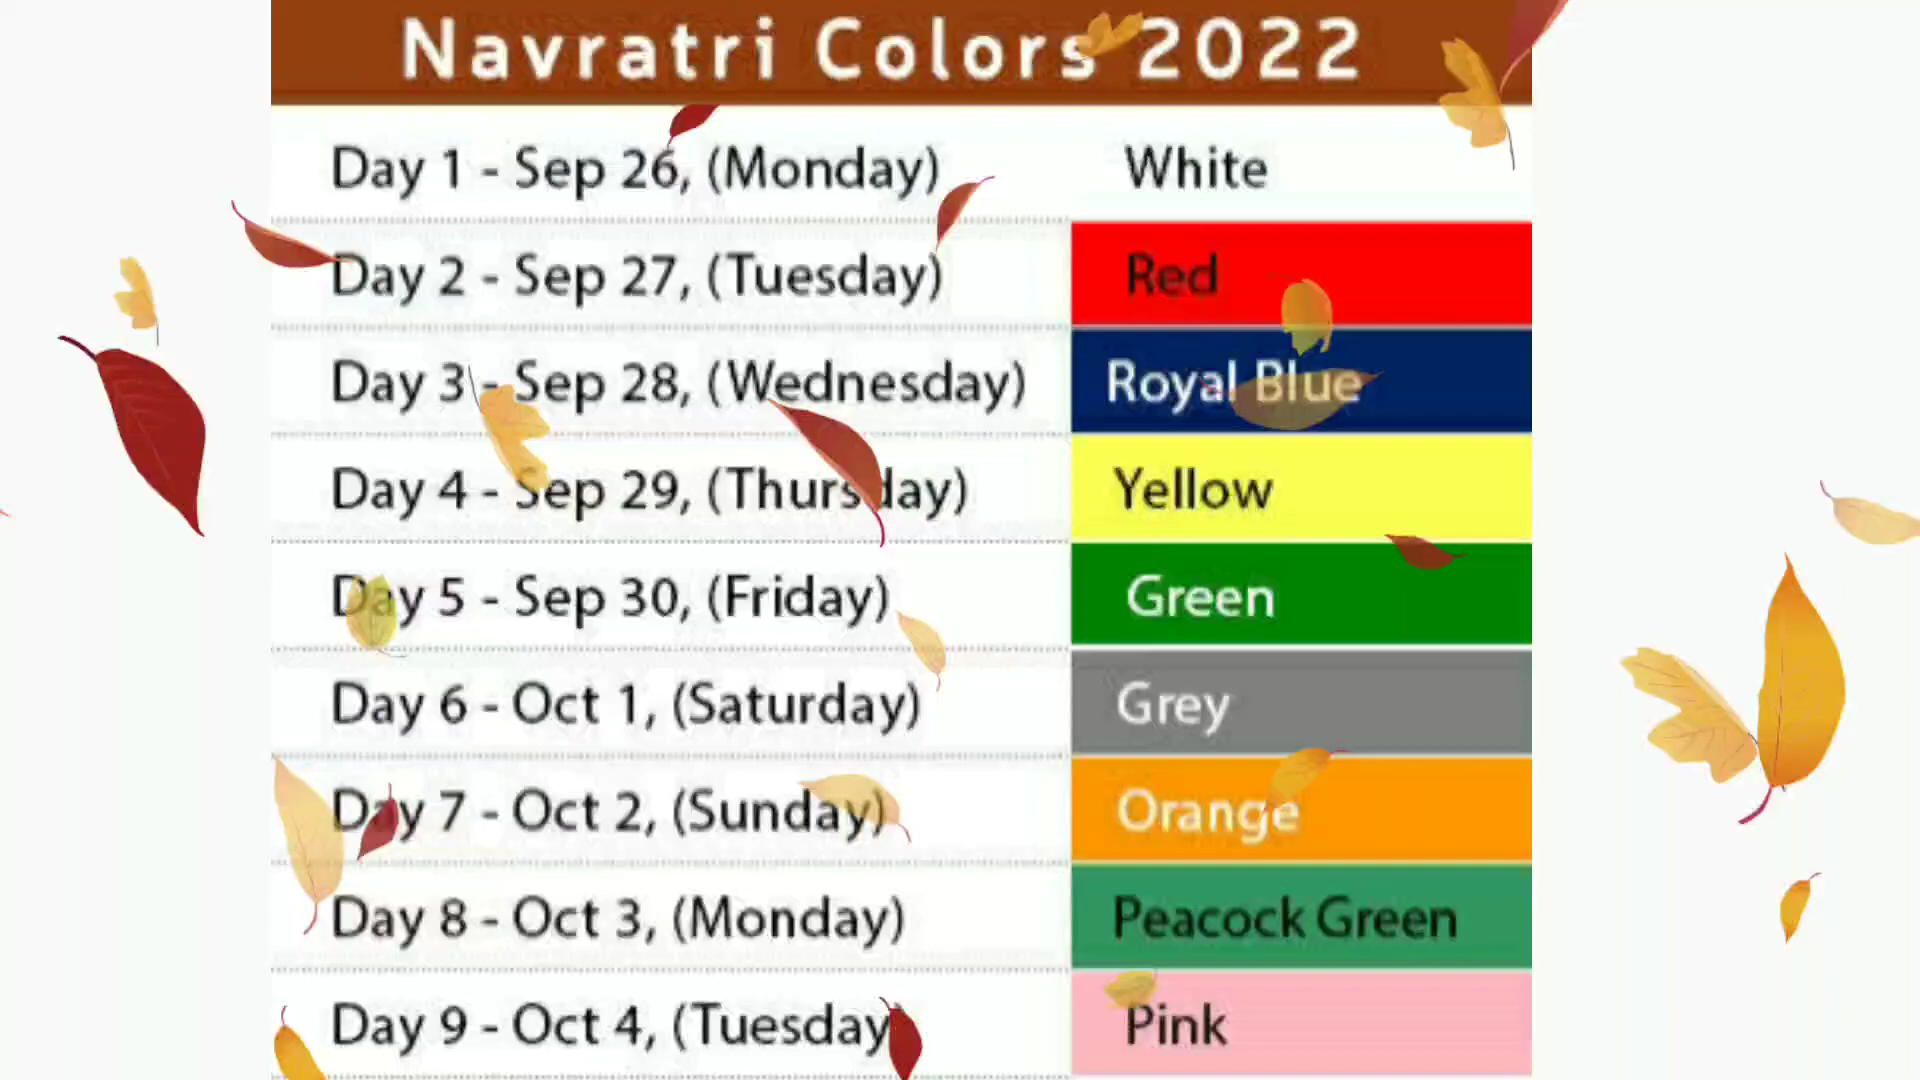 Navratri Colors 2022
Day 1 - Sep 26, (Monday) White
Day 2 - Sep 27, (Tuesday) Red
Day 3 - Sep 28, (Wednesday) Royal Blue
Day 4 - Sep 29, (Thursday) Yellow
Day 5 - Sep 30, (Friday) Green
Day 6 - Oct 1, (Saturday) Grey
Day 7 - Oct 2, (Sunday) Orange
Day 8 - Oct 3, (Monday) Peacock Green
Day 9 - Oct 4, (Tuesday Pink